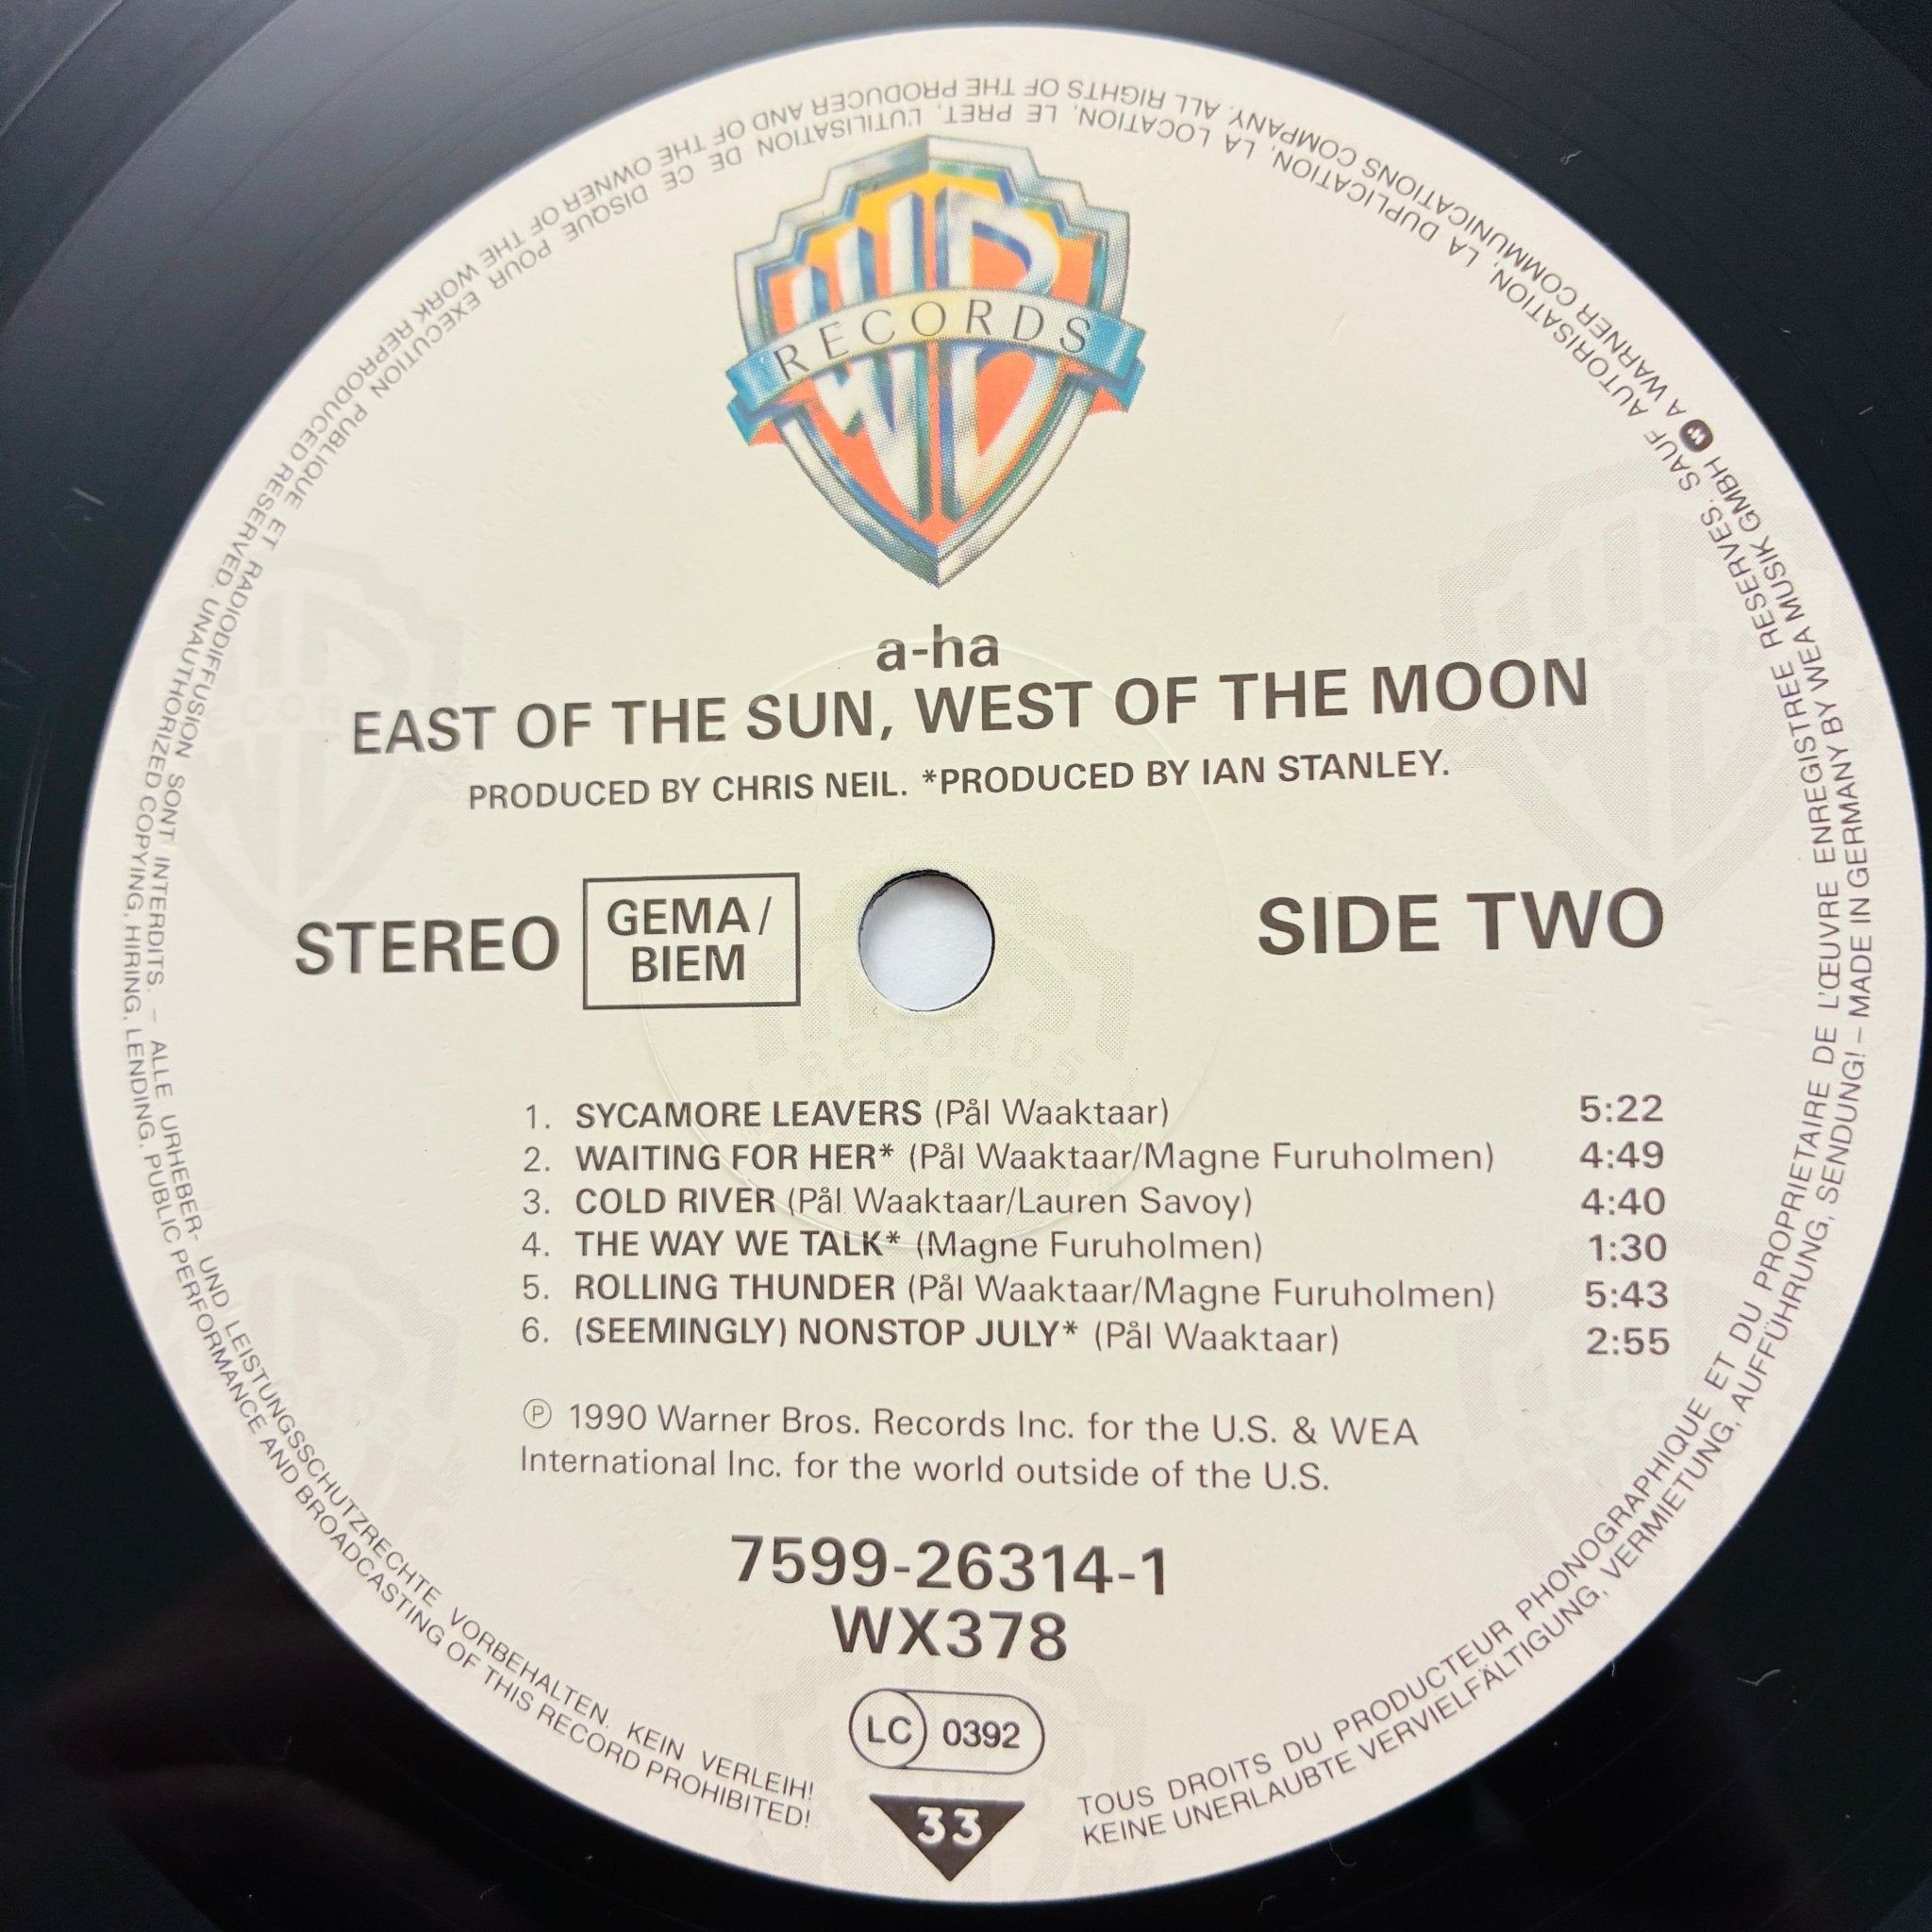 WB
RECORDS
a-ha
EAST OF THE SUN, WEST OF THE MOON
PRODUCED BY CHRIS NEIL. *PRODUCED BY IAN STANLEY.
STEREO
GEMA/
BIEM
SIDE TWO
1. SYCAMORE LEAVERS (Pål Waaktaar) 5:22
2. WAITING FOR HER* (Pål Waaktaar/Magne Furuholmen) 4:49
3. COLD RIVER (Pål Waaktaar/Lauren Savoy) 4:40
4. THE WAY WE TALK* (Magne Furuholmen) 1:30
5. ROLLING THUNDER (Pål Waaktaar/Magne Furuholmen) 5:43
6. (SEEMINGLY) NONSTOP JULY* (Pål Waaktaar) 2:55
℗ 1990 Warner Bros. Records Inc. for the U.S. & WEA
International Inc. for the world outside of the U.S.
7599-26314-1
WX378
LC 0392
33
TOUS DROITS DU PRODUCTEUR PHONOGRAPHIQUE ET DU PROPRIETAIRE DE L'ŒUVRE ENREGISTREE RESERVES. SAUF AUTORISATION, LA DUPLICATION, LA LOCATION, LE PRET, L'UTILISATION DE CE DISQUE POUR EXECUTION PUBLIQUE ET RADIODIFFUSION SONT INTERDITS. – ALLE URHEBER- UND LEISTUNGSSCHUTZRECHTE VORBEHALTEN. KEIN VERLEIH!
KEINE UNERLAUBTE VERVIELFÄLTIGUNG, VERMIETUNG, AUFFÜHRUNG, SENDUNG! – MADE IN GERMANY BY WEA MUSIK GMBH A WARNER COMMUNICATIONS COMPANY. ALL RIGHTS OF THE PRODUCER AND OF THE OWNER OF THE WORK REPRODUCED RESERVED. UNAUTHORIZED COPYING, HIRING, LENDING, PUBLIC PERFORMANCE AND BROADCASTING OF THIS RECORD PROHIBITED!